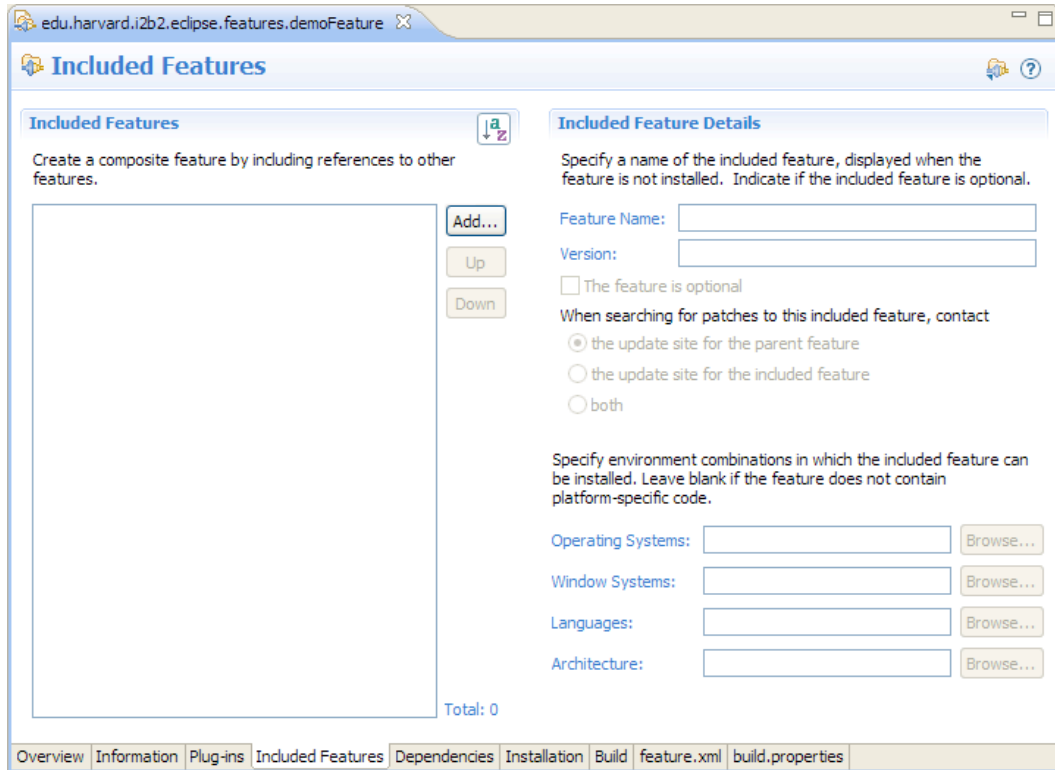 edu.harvard.i2b2.eclipse.features.demoFeature
Included Features
Included Features
a
z
Create a composite feature by including references to other
features.
Add...
Up
Down
Total: 0
Included Feature Details
Specify a name of the included feature, displayed when the
feature is not installed.  Indicate if the included feature is optional.
Feature Name:
Version:
The feature is optional
When searching for patches to this included feature, contact
the update site for the parent feature
the update site for the included feature
both
Specify environment combinations in which the included feature can
be installed. Leave blank if the feature does not contain
platform-specific code.
Operating Systems: Browse...
Window Systems: Browse...
Languages: Browse...
Architecture: Browse...
Overview Information Plug-ins Included Features Dependencies Installation Build feature.xml build.properties